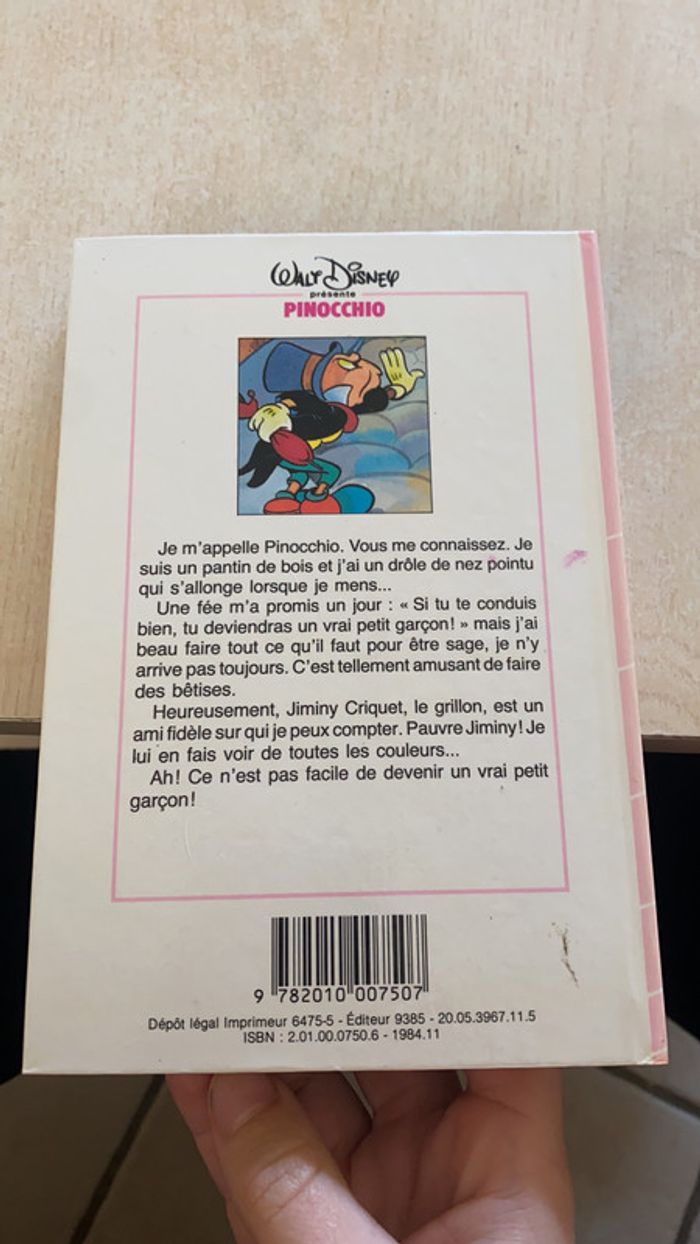 WALT DISNEY
présente
PINOCCHIO
Je m'appelle Pinocchio. Vous me connaissez. Je
suis un pantin de bois et j'ai un drôle de nez pointu
qui s'allonge lorsque je mens...
Une fée m'a promis un jour : « Si tu te conduis
bien, tu deviendras un vrai petit garçon! » mais j'ai
beau faire tout ce qu'il faut pour être sage, je n'y
arrive pas toujours. C'est tellement amusant de faire
des bêtises.
Heureusement, Jiminy Criquet, le grillon, est un
ami fidèle sur qui je peux compter. Pauvre Jiminy! Je
lui en fais voir de toutes les couleurs...
Ah! Ce n'est pas facile de devenir un vrai petit
garçon!
9 782010 007507
Dépôt légal Imprimeur 6475-5 - Éditeur 9385 - 20.05.3967.11.5
ISBN : 2.01.00.0750.6 - 1984.11